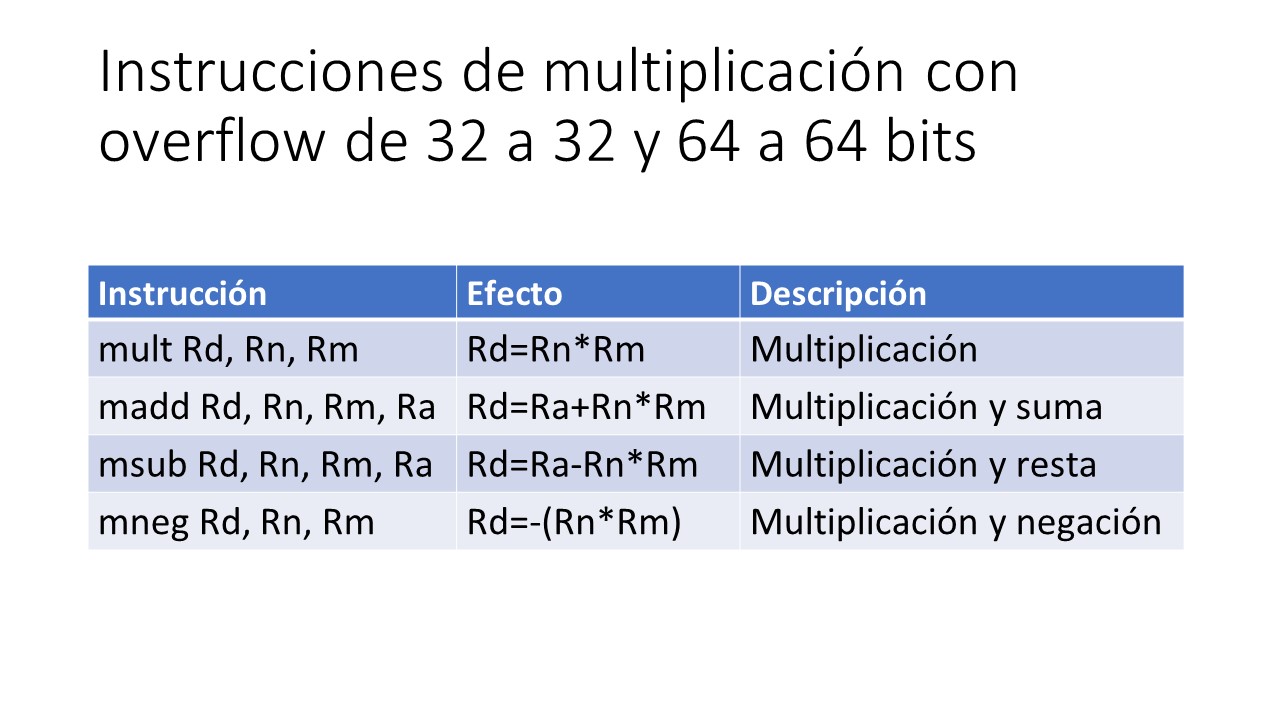 Instrucciones de multiplicación con
overflow de 32 a 32 y 64 a 64 bits
Instrucción Efecto Descripción
mult Rd, Rn, Rm Rd=Rn*Rm Multiplicación
madd Rd, Rn, Rm, Ra Rd=Ra+Rn*Rm Multiplicación y suma
msub Rd, Rn, Rm, Ra Rd=Ra-Rn*Rm Multiplicación y resta
mneg Rd, Rn, Rm Rd=-(Rn*Rm) Multiplicación y negación